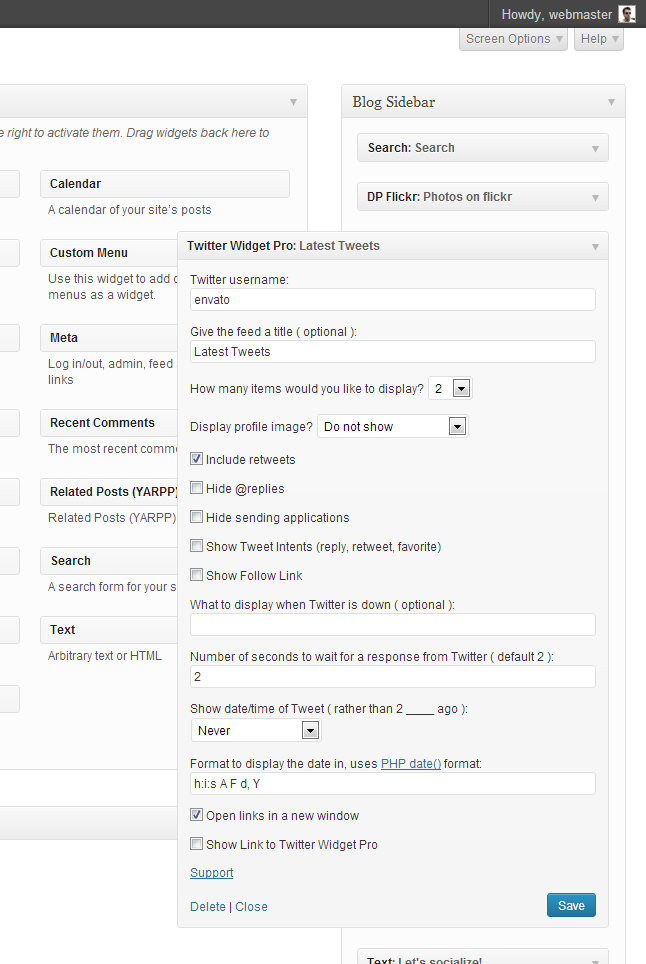 Howdy, webmaster
Screen Options
Help
e right to activate them. Drag widgets back here to
Calendar
A calendar of your site's posts
Custom Menu
Use this widget to add
menus as a widget.
Meta
Log in/out, admin, feed
links
Recent Comments
The most recent
Related Posts (YARPP)
Related Posts (YARPP)
Search
A search form for your s
Text
Arbitrary text or HTML
Blog Sidebar
Search: Search
DP Flickr: Photos on flickr
Twitter Widget Pro: Latest Tweets
Twitter username:
envato
Give the feed a title ( optional ):
Latest Tweets
How many items would you like to display? 2
Display profile image? Do not show
Include retweets
Hide @replies
Hide sending applications
Show Tweet Intents (reply, retweet, favorite)
Show Follow Link
What to display when Twitter is down ( optional ):
Number of seconds to wait for a response from Twitter ( default 2 ):
2
Show date/time of Tweet ( rather than 2 ____ ago ):
Never
Format to display the date in, uses PHP date() format:
h:i:s A F d, Y
Open links in a new window
Show Link to Twitter Widget Pro
Support
Delete | Close
Save
Text: Let's socialize!